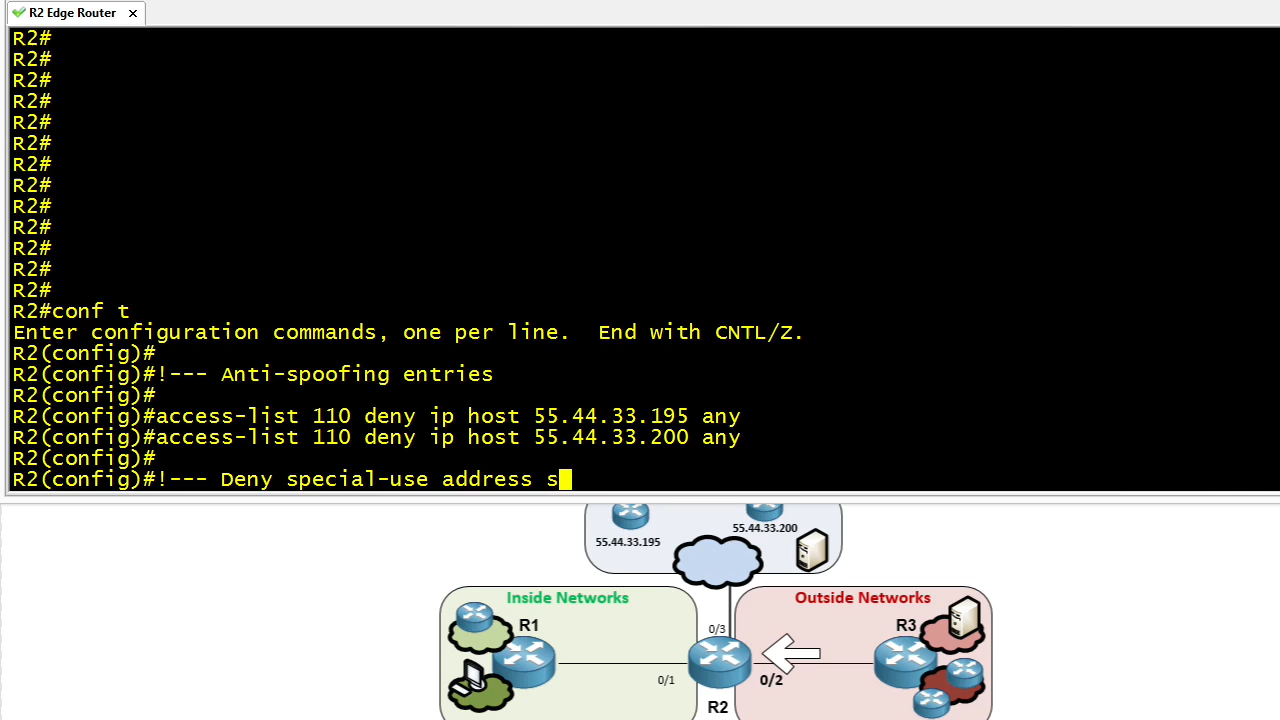 R2 Edge Router ×
R2#
R2#
R2#
R2#
R2#
R2#
R2#
R2#
R2#
R2#
R2#
R2#
R2#
R2#conf t
Enter configuration commands, one per line.  End with CNTL/Z.
R2(config)#
R2(config)#!--- Anti-spoofing entries
R2(config)#
R2(config)#access-list 110 deny ip host 55.44.33.195 any
R2(config)#access-list 110 deny ip host 55.44.33.200 any
R2(config)#
R2(config)#!--- Deny special-use address s
55.44.33.195
55.44.33.200
Inside Networks
Outside Networks
R1
0/3
R3
0/1
0/2
R2